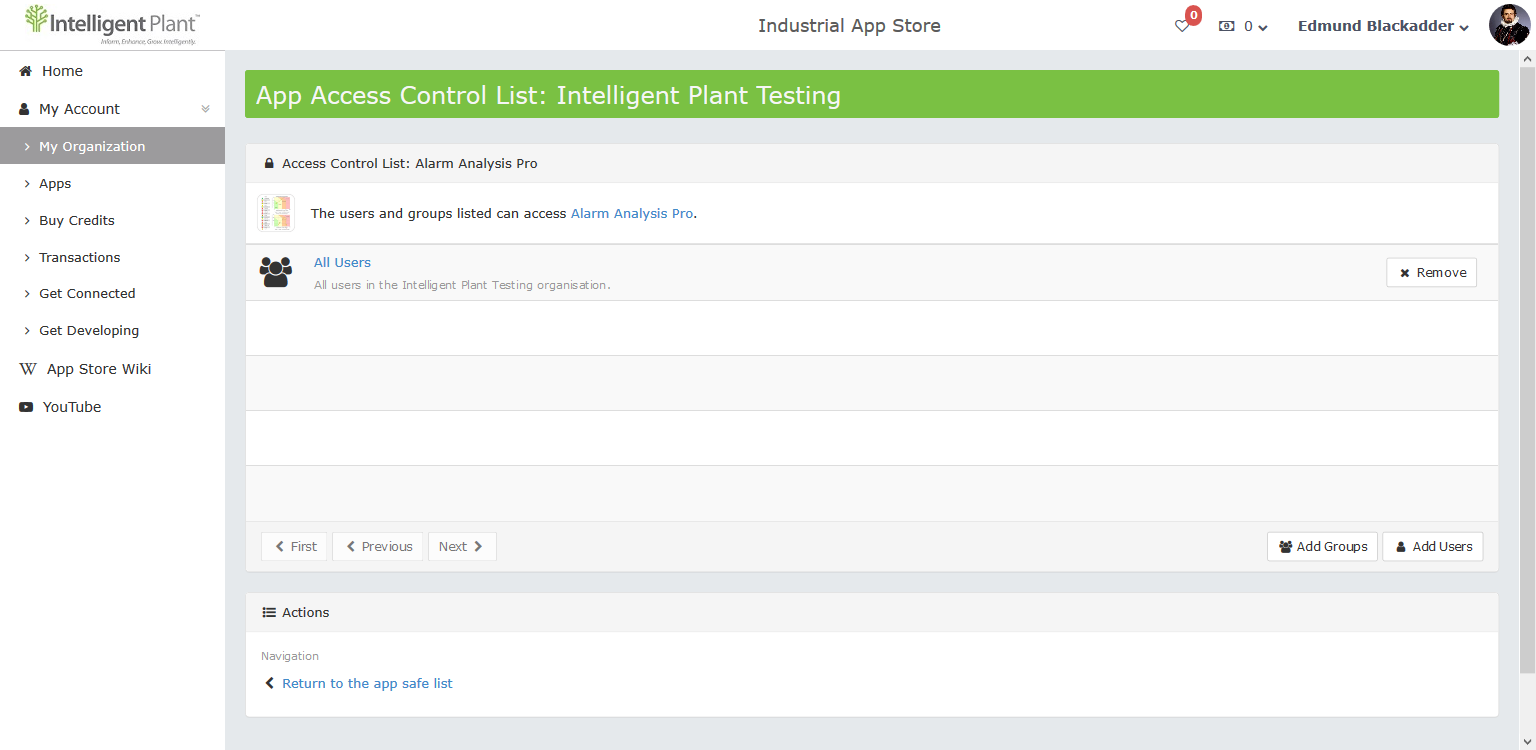 Intelligent Plant™
Inform, Enhance, Grow. Intelligently.
Industrial App Store
0
0
Edmund Blackadder
Home
My Account
My Organization
Apps
Buy Credits
Transactions
Get Connected
Get Developing
W App Store Wiki
YouTube
App Access Control List: Intelligent Plant Testing
Access Control List: Alarm Analysis Pro
The users and groups listed can access Alarm Analysis Pro.
All Users
All users in the Intelligent Plant Testing organisation.
Remove
First
Previous
Next
Add Groups
Add Users
Actions
Navigation
Return to the app safe list